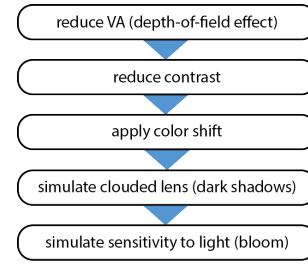 reduce VA (depth-of-field effect)
reduce contrast
apply color shift
simulate clouded lens (dark shadows)
simulate sensitivity to light (bloom)